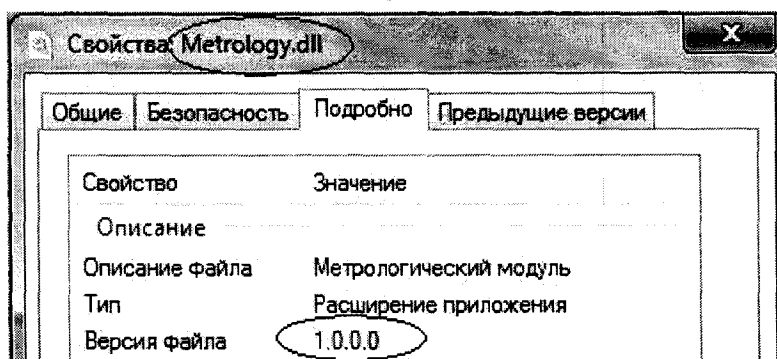 Свойства: Metrology.dll
x
Общие Безопасность Подробно Предыдущие версии
Свойство Значение
Описание
Описание файла Метрологический модуль
Тип Расширение приложения
Версия файла 1.0.0.0